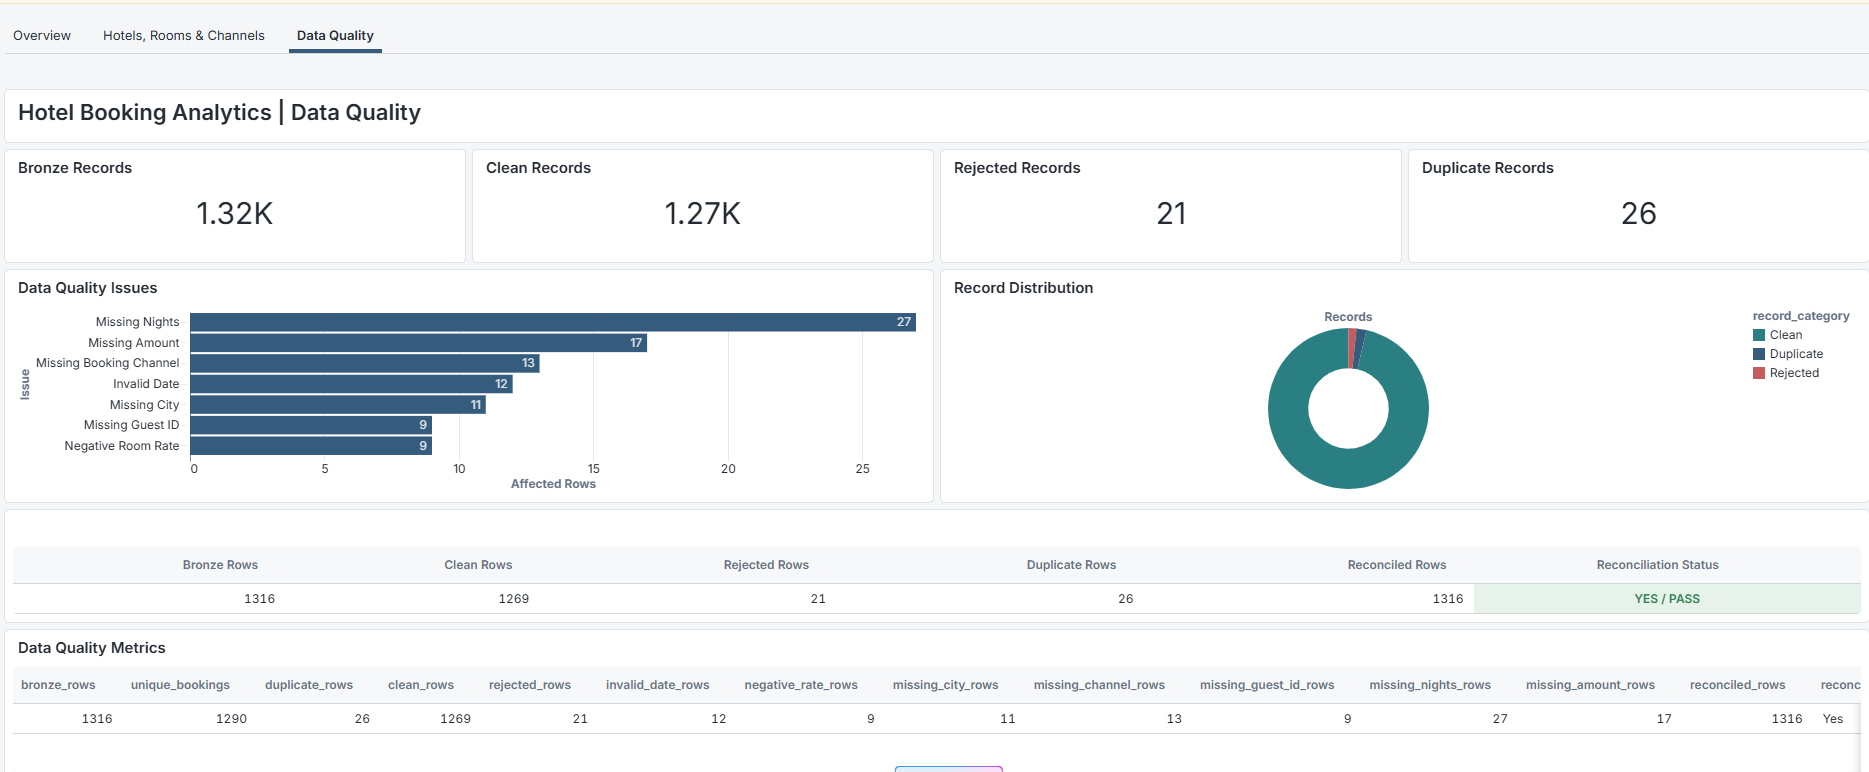 Overview Hotels, Rooms & Channels Data Quality
Hotel Booking Analytics | Data Quality
Bronze Records
1.32K
Clean Records
1.27K
Rejected Records
21
Duplicate Records
26
Data Quality Issues
Issue
Missing Nights 27
Missing Amount 17
Missing Booking Channel 13
Invalid Date 12
Missing City 11
Missing Guest ID 9
Negative Room Rate 9
0 5 10 15 20 25
Affected Rows
Record Distribution
Records
record_category
Clean
Duplicate
Rejected
Bronze Rows Clean Rows Rejected Rows Duplicate Rows Reconciled Rows Reconciliation Status
1316 1269 21 26 1316 YES / PASS
Data Quality Metrics
bronze_rows unique_bookings duplicate_rows clean_rows rejected_rows invalid_date_rows negative_rate_rows missing_city_rows missing_channel_rows missing_guest_id_rows missing_nights_rows missing_amount_rows reconciled_rows reconc
1316 1290 26 1269 21 12 9 11 13 9 27 17 1316 Yes